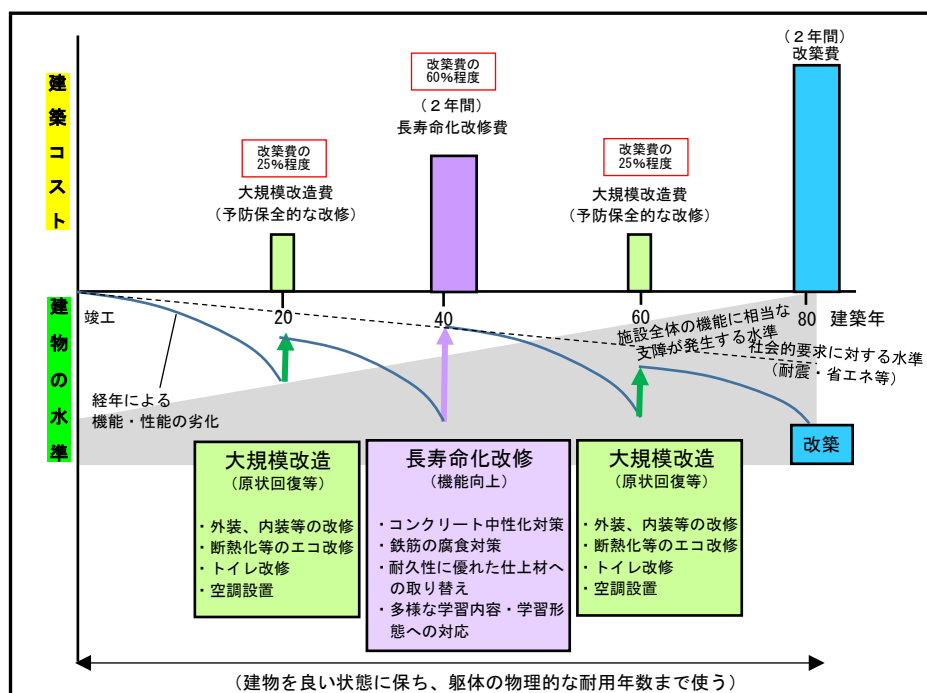 建築コスト
（２年間）
改築費
改築費の
60%程度
（２年間）
長寿命化改修費
改築費の
25%程度
大規模改造費
（予防保全的な改修）
改築費の
25%程度
大規模改造費
（予防保全的な改修）
建物の水準
竣工
20
40
60
80
建築年
施設全体の機能に相当な
支障が発生する水準
社会的要求に対する水準
（耐震・省エネ等）
経年による
機能・性能の劣化
改築
大規模改造
（原状回復等）
・外装、内装等の改修
・断熱化等のエコ改修
・トイレ改修
・空調設置
長寿命化改修
（機能向上）
・コンクリート中性化対策
・鉄筋の腐食対策
・耐久性に優れた仕上材へ
の取り替え
・多様な学習内容・学習形
態への対応
大規模改造
（原状回復等）
・外装、内装等の改修
・断熱化等のエコ改修
・トイレ改修
・空調設置
（建物を良い状態に保ち、躯体の物理的な耐用年数まで使う）